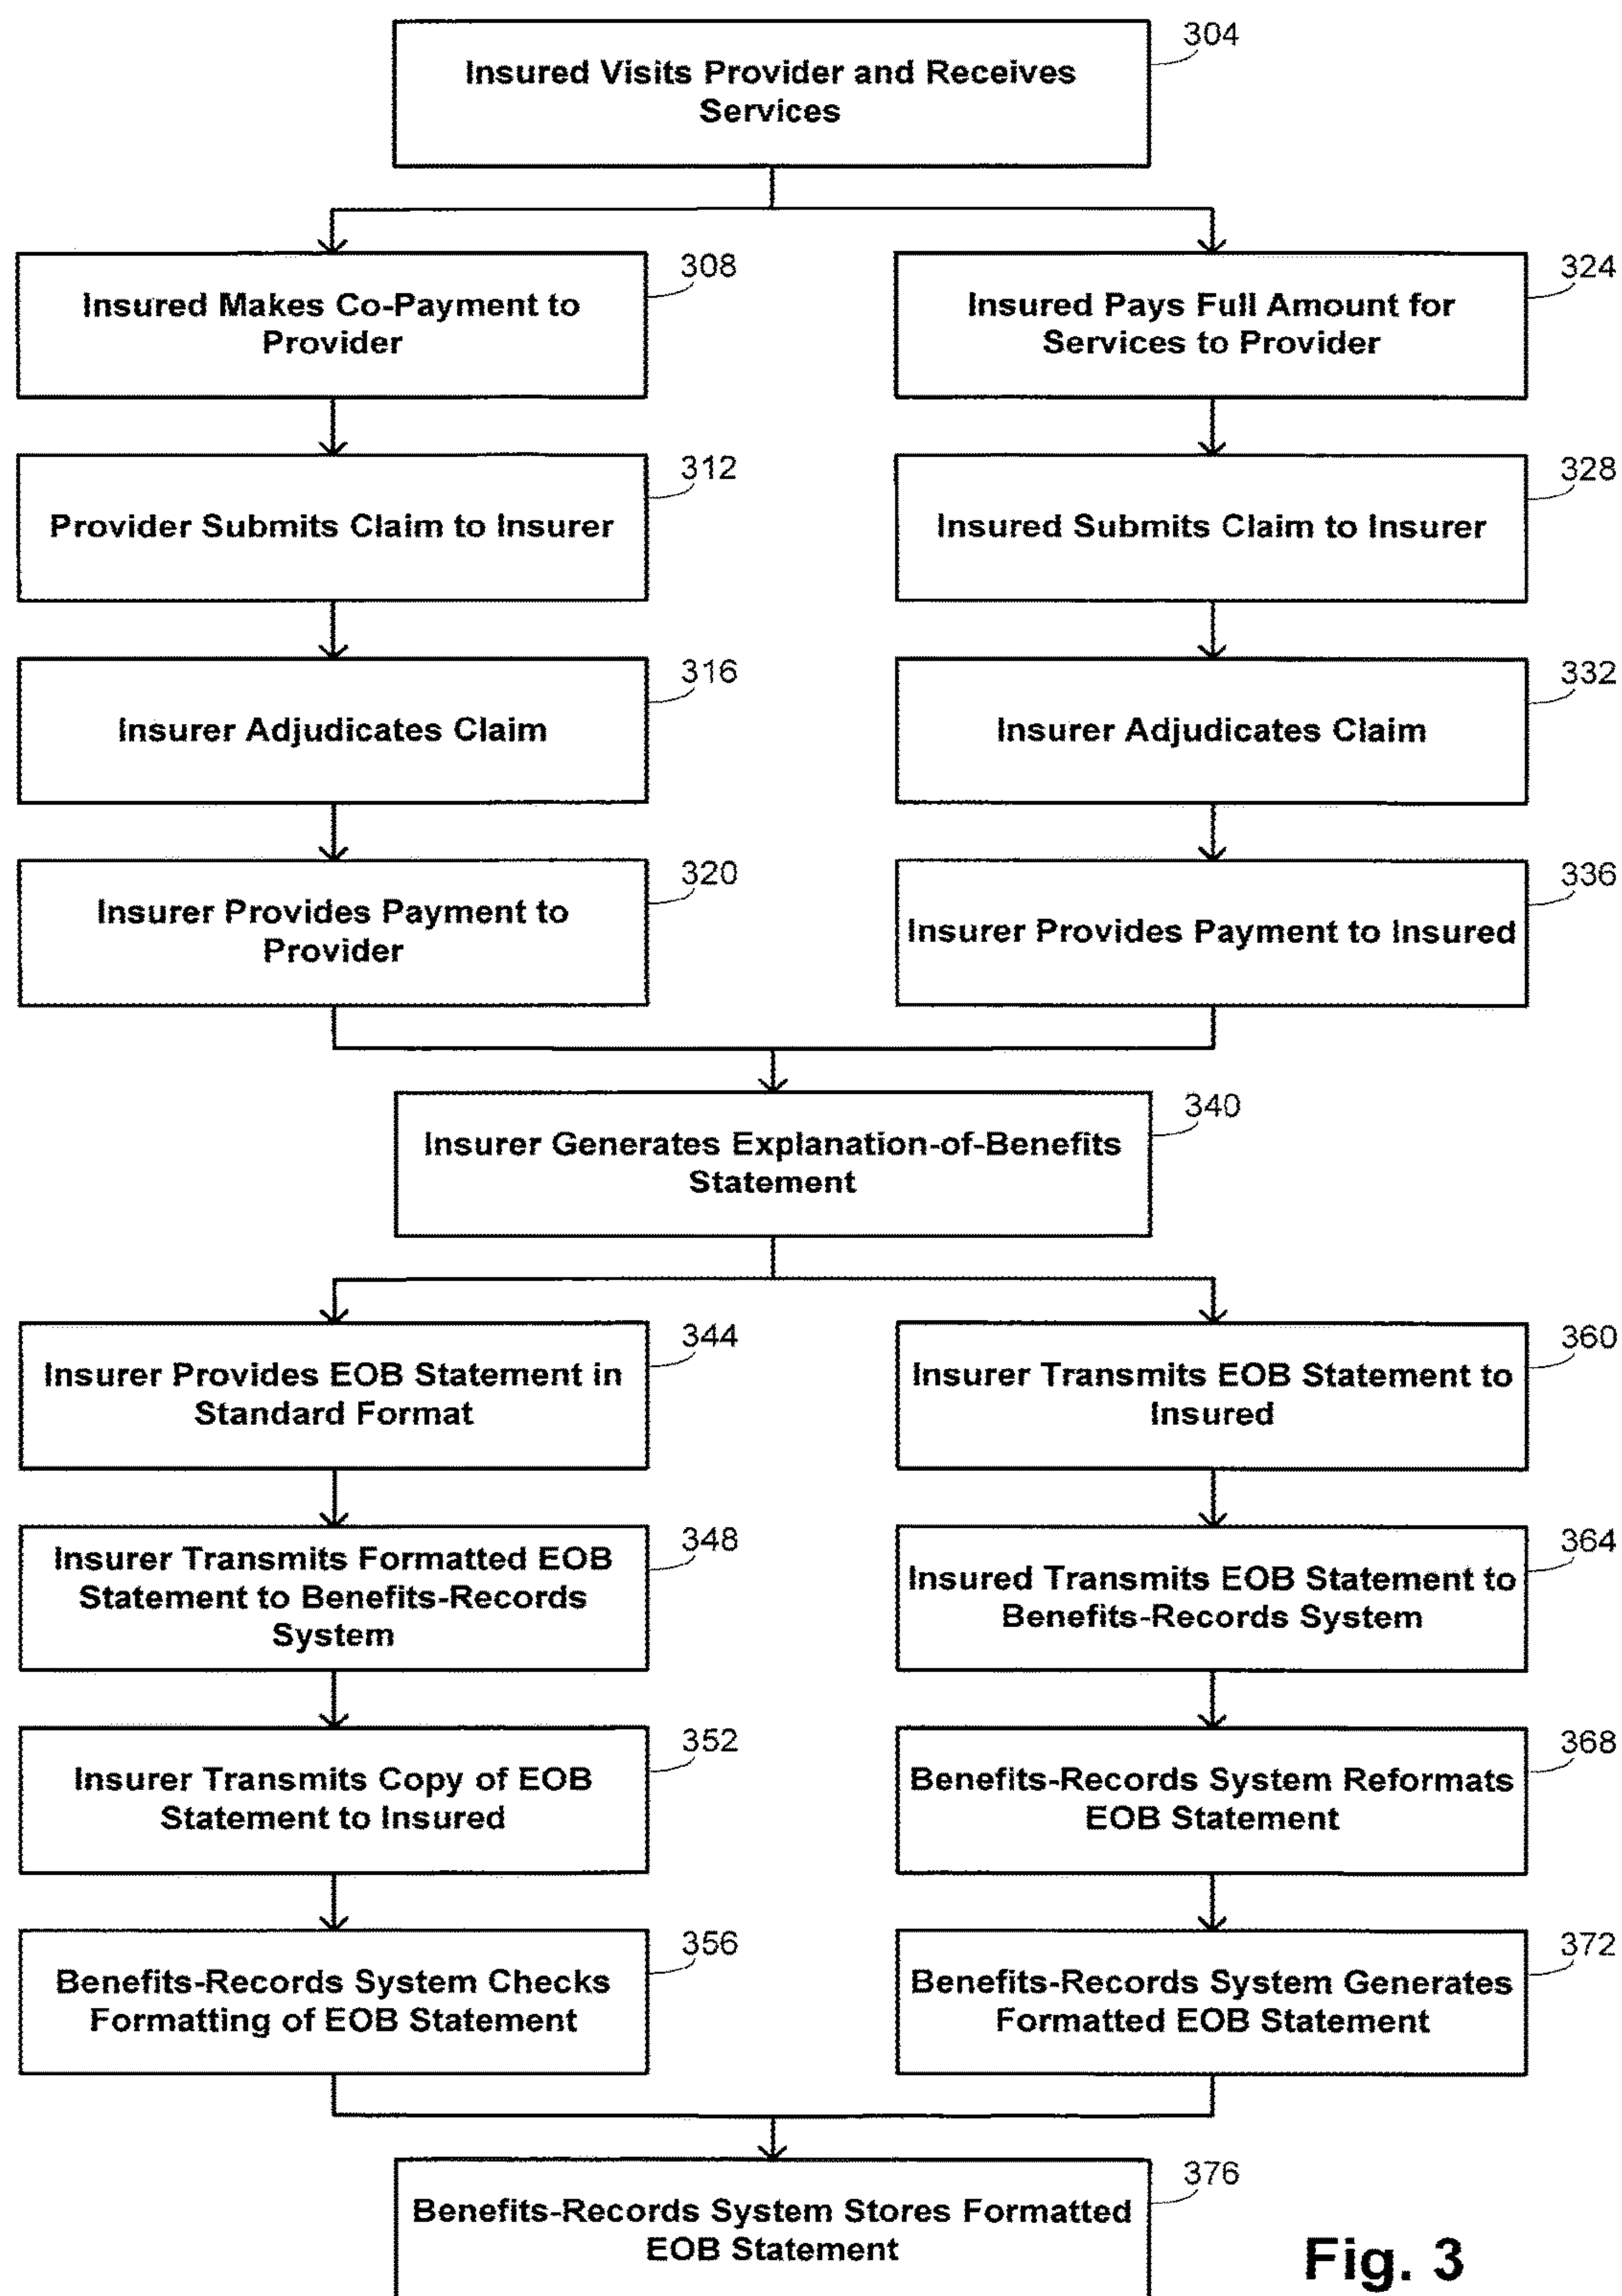 304
Insured Visits Provider and Receives
Services
308
Insured Makes Co-Payment to
Provider
324
Insured Pays Full Amount for
Services to Provider
312
Provider Submits Claim to Insurer
328
Insured Submits Claim to Insurer
316
Insurer Adjudicates Claim
332
Insurer Adjudicates Claim
320
Insurer Provides Payment to
Provider
336
Insurer Provides Payment to Insured
340
Insurer Generates Explanation-of-Benefits
Statement
344
Insurer Provides EOB Statement in
Standard Format
360
Insurer Transmits EOB Statement to
Insured
348
Insurer Transmits Formatted EOB
Statement to Benefits-Records
System
364
Insured Transmits EOB Statement to
Benefits-Records System
352
Insurer Transmits Copy of EOB
Statement to Insured
368
Benefits-Records System Reformats
EOB Statement
356
Benefits-Records System Checks
Formatting of EOB Statement
372
Benefits-Records System Generates
Formatted EOB Statement
376
Benefits-Records System Stores Formatted
EOB Statement
Fig. 3